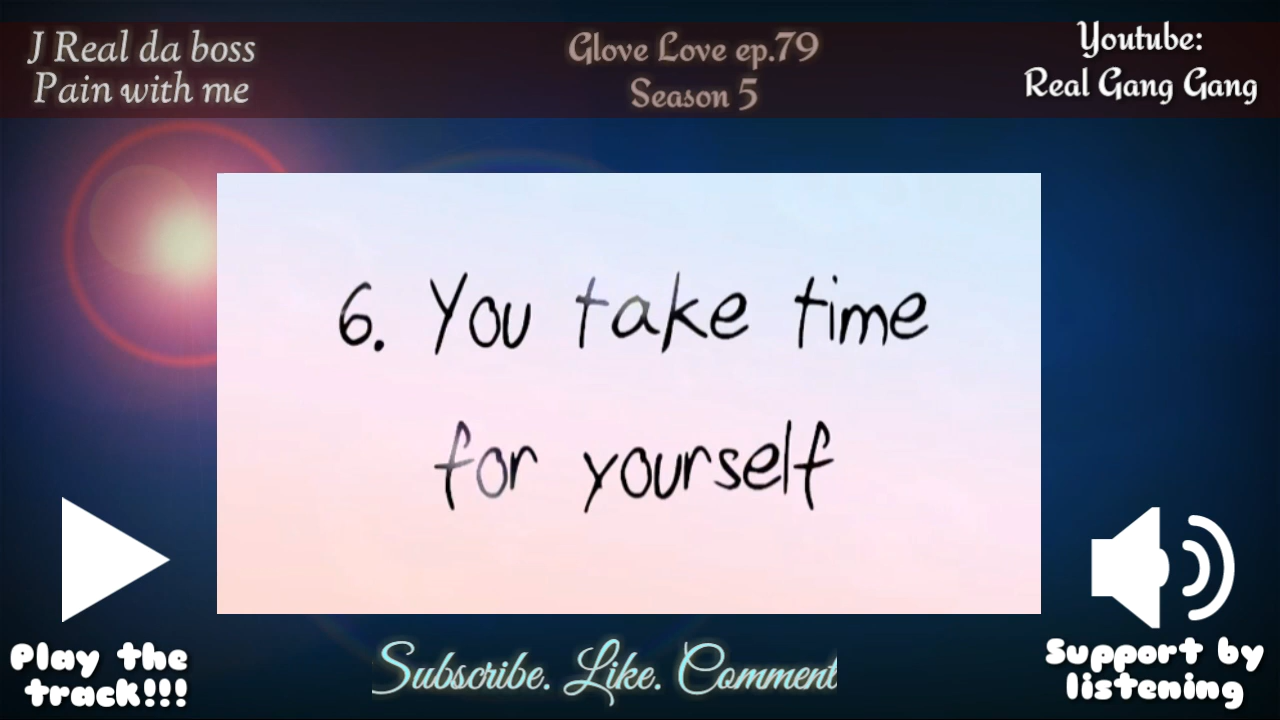 J Real da boss
Pain with me
Glove Love ep.79
Season 5
Youtube:
Real Gang Gang
6. You take time
for yourself
Play the
track!!!
Subscribe. Like. Comment
Support by
listening